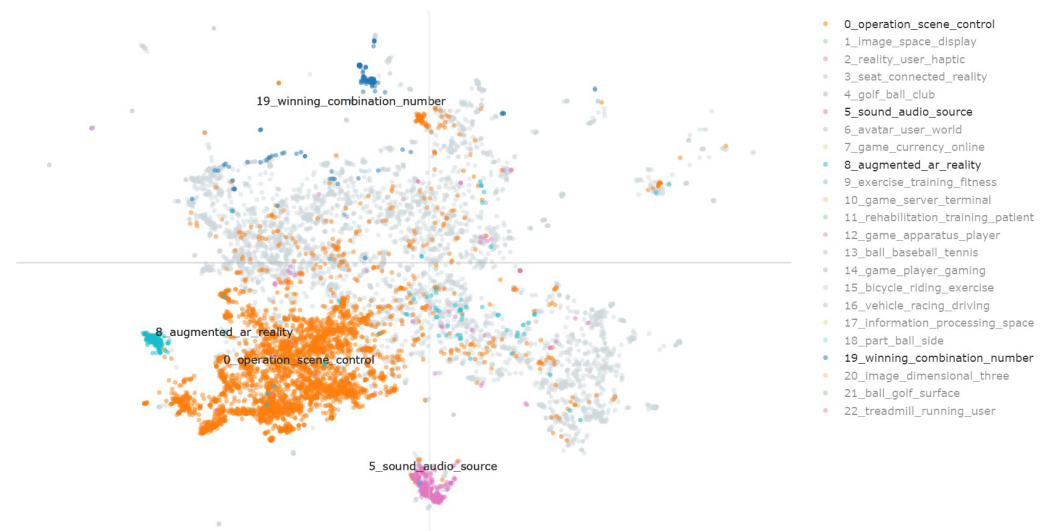 19_winning_combination_number
8_augmented_ar_reality
0_operation_scene_control
5_sound_audio_source
0_operation_scene_control
1_image_space_display
2_reality_user_haptic
3_seat_connected_reality
4_golf_ball_club
5_sound_audio_source
6_avatar_user_world
7_game_currency_online
8_augmented_ar_reality
9_exercise_training_fitness
10_game_server_terminal
11_rehabilitation_training_patient
12_game_apparatus_player
13_ball_baseball_tennis
14_game_player_gaming
15_bicycle_riding_exercise
16_vehicle_racing_driving
17_information_processing_space
18_part_ball_side
19_winning_combination_number
20_image_dimensional_three
21_ball_golf_surface
22_treadmill_running_user